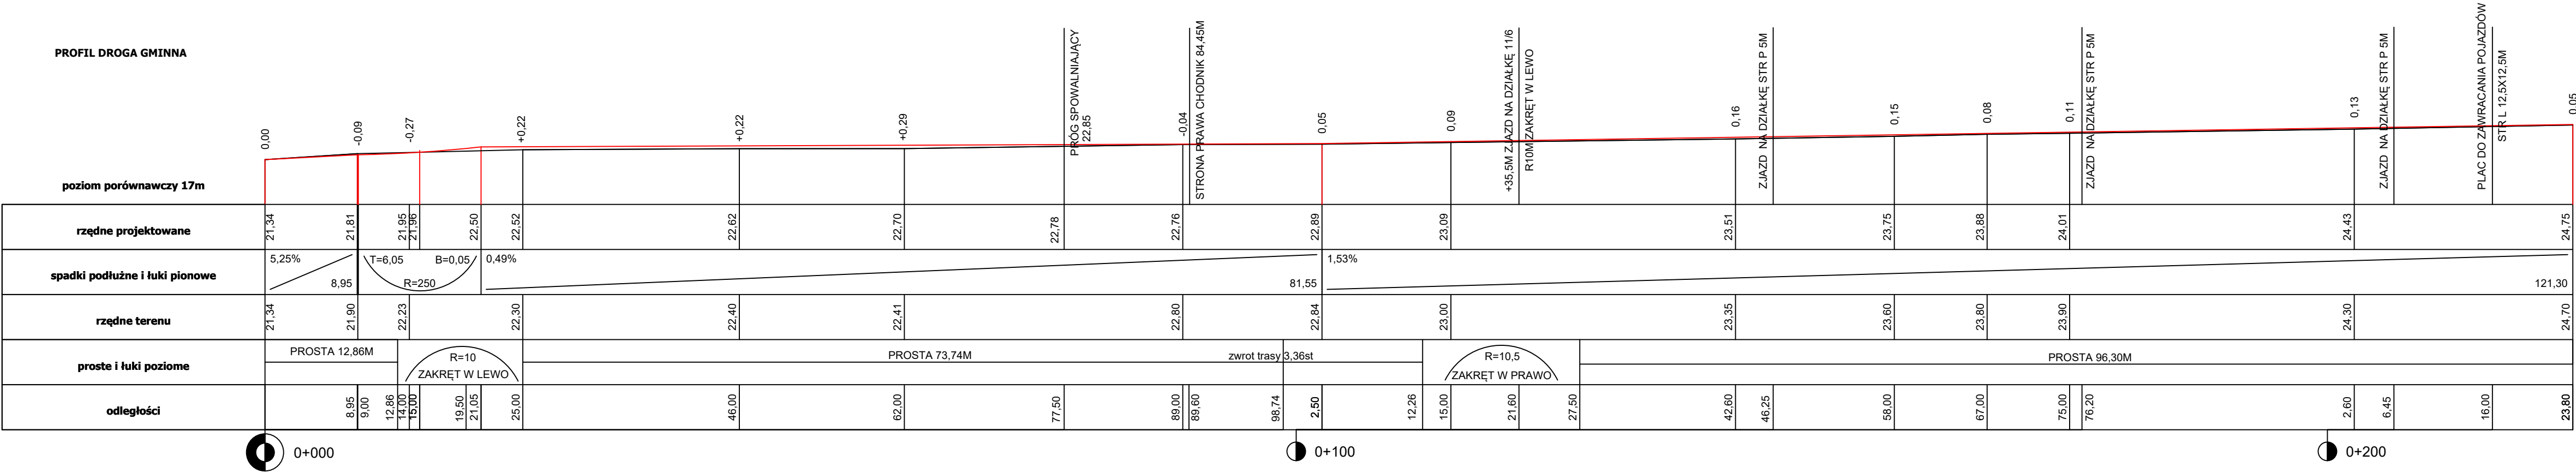 PROFIL DROGA GMINNA
PRÓG SPOWALNIAJĄCY
22,85
STRONA PRAWA CHODNIK 84,45M
+35,5M ZJAZD NA DZIAŁKĘ 11/6
R10M ZAKRĘT W LEWO
ZJAZD NA DZIAŁKĘ STR P 5M
ZJAZD NA DZIAŁKĘ STR P 5M
ZJAZD NA DZIAŁKĘ STR P 5M
PLAC DO ZAWRACANIA POJAZDÓW
STR L 12,5X12,5M
0,00 -0,09 -0,27 +0,22 +0,22 +0,29 -0,04 0,05 0,09 0,16 0,15 0,08 0,11 0,13 0,05
poziom porównawczy 17m
rzędne projektowane 21,34 21,81 21,95 21,96 22,50 22,52 22,62 22,70 22,78 22,76 22,89 23,09 23,51 23,75 23,88 24,01 24,43 24,75
5,25% T=6,05 B=0,05 0,49% 1,53%
spadki podłużne i łuki pionowe 8,95 R=250 81,55 121,30
rzędne terenu 21,34 21,90 22,23 22,30 22,40 22,41 22,80 22,84 23,00 23,35 23,60 23,80 23,90 24,30 24,70
PROSTA 12,86M R=10 PROSTA 73,74M zwrot trasy 3,36st R=10,5 PROSTA 96,30M
proste i łuki poziome ZAKRĘT W LEWO ZAKRĘT W PRAWO
odległości 8,95 9,00 12,86 14,00 15,00 19,50 21,05 25,00 46,00 62,00 77,50 89,00 89,60 98,74 2,50 12,26 15,00 21,60 27,50 42,60 46,25 58,00 67,00 75,00 76,20 2,60 6,45 16,00 23,80
0+000 0+100 0+200